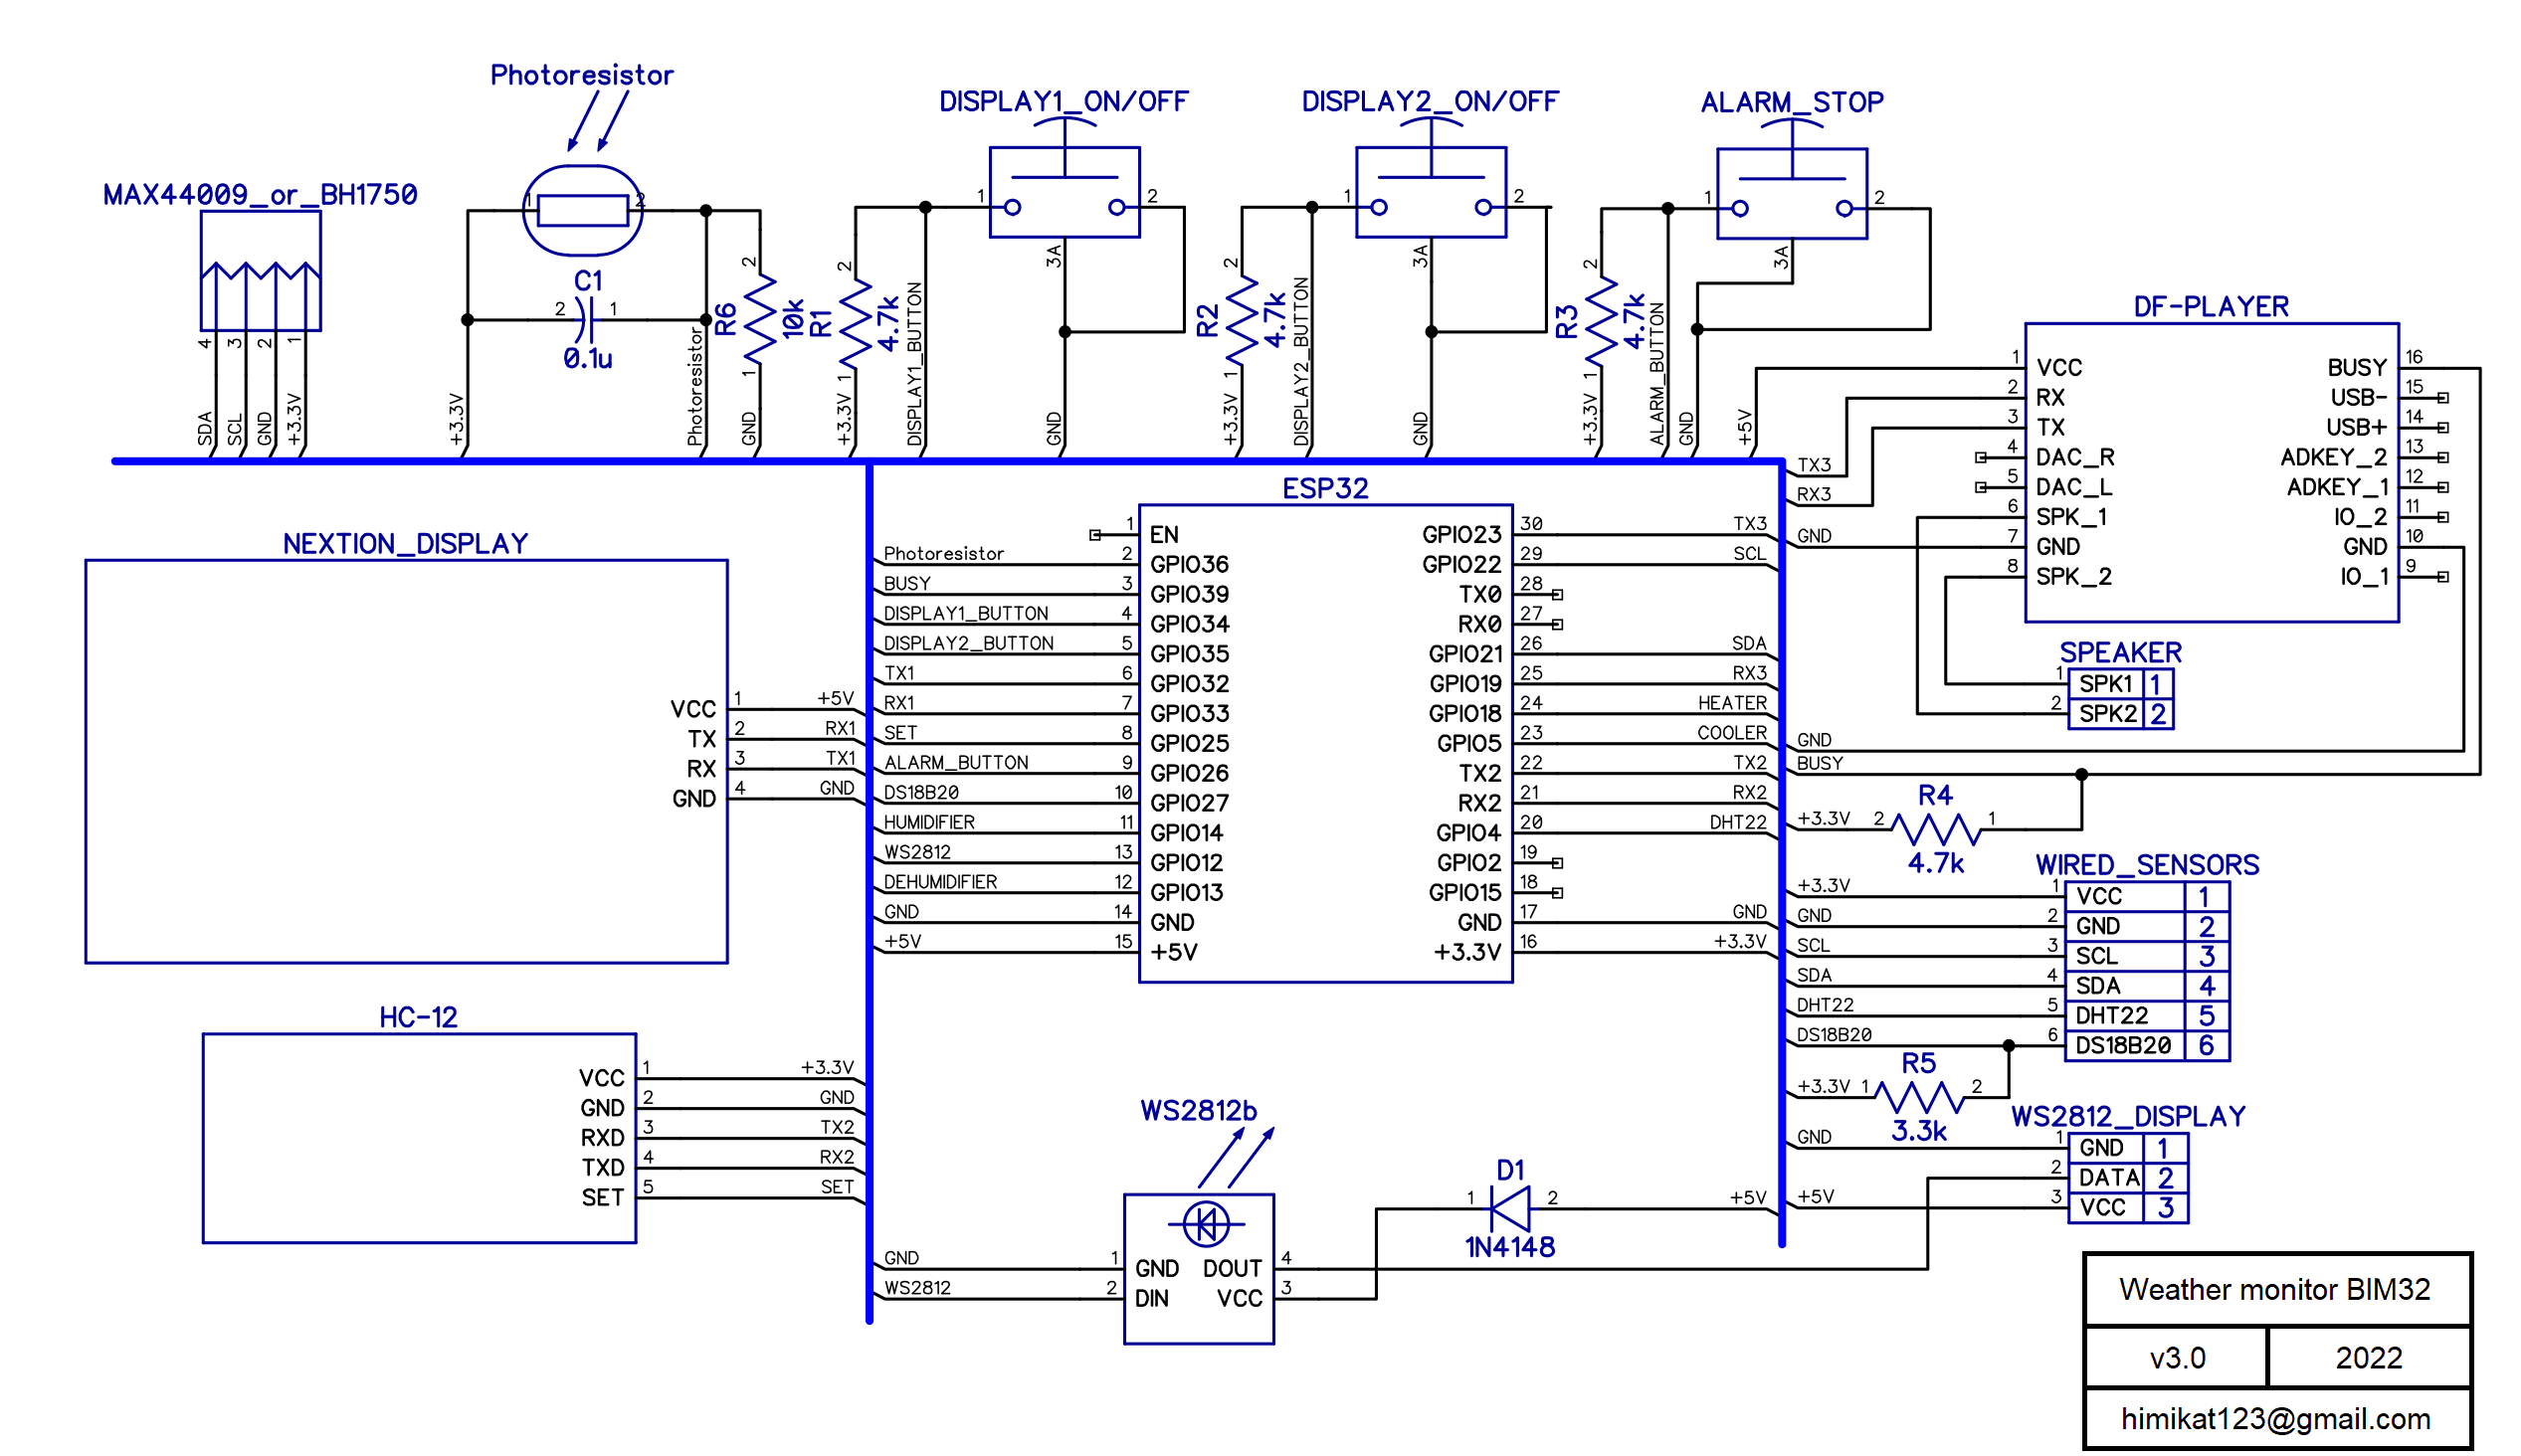 Photoresistor
DISPLAY1_ON/OFF
DISPLAY2_ON/OFF
ALARM_STOP
MAX44009_or_BH1750
4 3 2 1
SDA SCL GND +3.3V
1 2
C1
2 1
0.1u
+3.3V Photoresistor
R6 10k
2 1
GND
R1 4.7k
2 1
+3.3V DISPLAY1_BUTTON
1 2
3A
GND
R2 4.7k
2 1
+3.3V DISPLAY2_BUTTON
1 2
3A
GND
R3 4.7k
2 1
+3.3V ALARM_BUTTON
1 2
3A
GND
+5V
DF-PLAYER
1 VCC BUSY 16
2 RX USB- 15
3 TX USB+ 14
4 DAC_R ADKEY_2 13
5 DAC_L ADKEY_1 12
6 SPK_1 IO_2 11
7 GND GND 10
8 SPK_2 IO_1 9
TX3
RX3
GND
SPEAKER
1 SPK1 1
2 SPK2 2
GND
BUSY
R4
+3.3V 2 1
4.7k
ESP32
1 EN GPIO23 30 TX3
Photoresistor 2 GPIO36 GPIO22 29 SCL
BUSY 3 GPIO39 TX0 28
DISPLAY1_BUTTON 4 GPIO34 RX0 27
DISPLAY2_BUTTON 5 GPIO35 GPIO21 26 SDA
TX1 6 GPIO32 GPIO19 25 RX3
RX1 7 GPIO33 GPIO18 24 HEATER
SET 8 GPIO25 GPIO5 23 COOLER
ALARM_BUTTON 9 GPIO26 TX2 22 TX2
DS18B20 10 GPIO27 RX2 21 RX2
HUMIDIFIER 11 GPIO14 GPIO4 20 DHT22
WS2812 13 GPIO12 GPIO2 19
DEHUMIDIFIER 12 GPIO13 GPIO15 18
GND 14 GND GND 17 GND
+5V 15 +5V +3.3V 16 +3.3V
NEXTION_DISPLAY
VCC 1 +5V
TX 2 RX1
RX 3 TX1
GND 4 GND
HC-12
VCC 1 +3.3V
GND 2 GND
RXD 3 TX2
TXD 4 RX2
SET 5 SET
WIRED_SENSORS
+3.3V 1 VCC 1
GND 2 GND 2
SCL 3 SCL 3
SDA 4 SDA 4
DHT22 5 DHT22 5
DS18B20 6 DS18B20 6
R5
+3.3V 1 2
3.3k
WS2812_DISPLAY
GND 1 GND 1
2 DATA 2
+5V 3 VCC 3
WS2812b
D1
1 2 +5V
1N4148
GND 1 GND DOUT 4
WS2812 2 DIN VCC 3
Weather monitor BIM32
v3.0 2022
himikat123@gmail.com